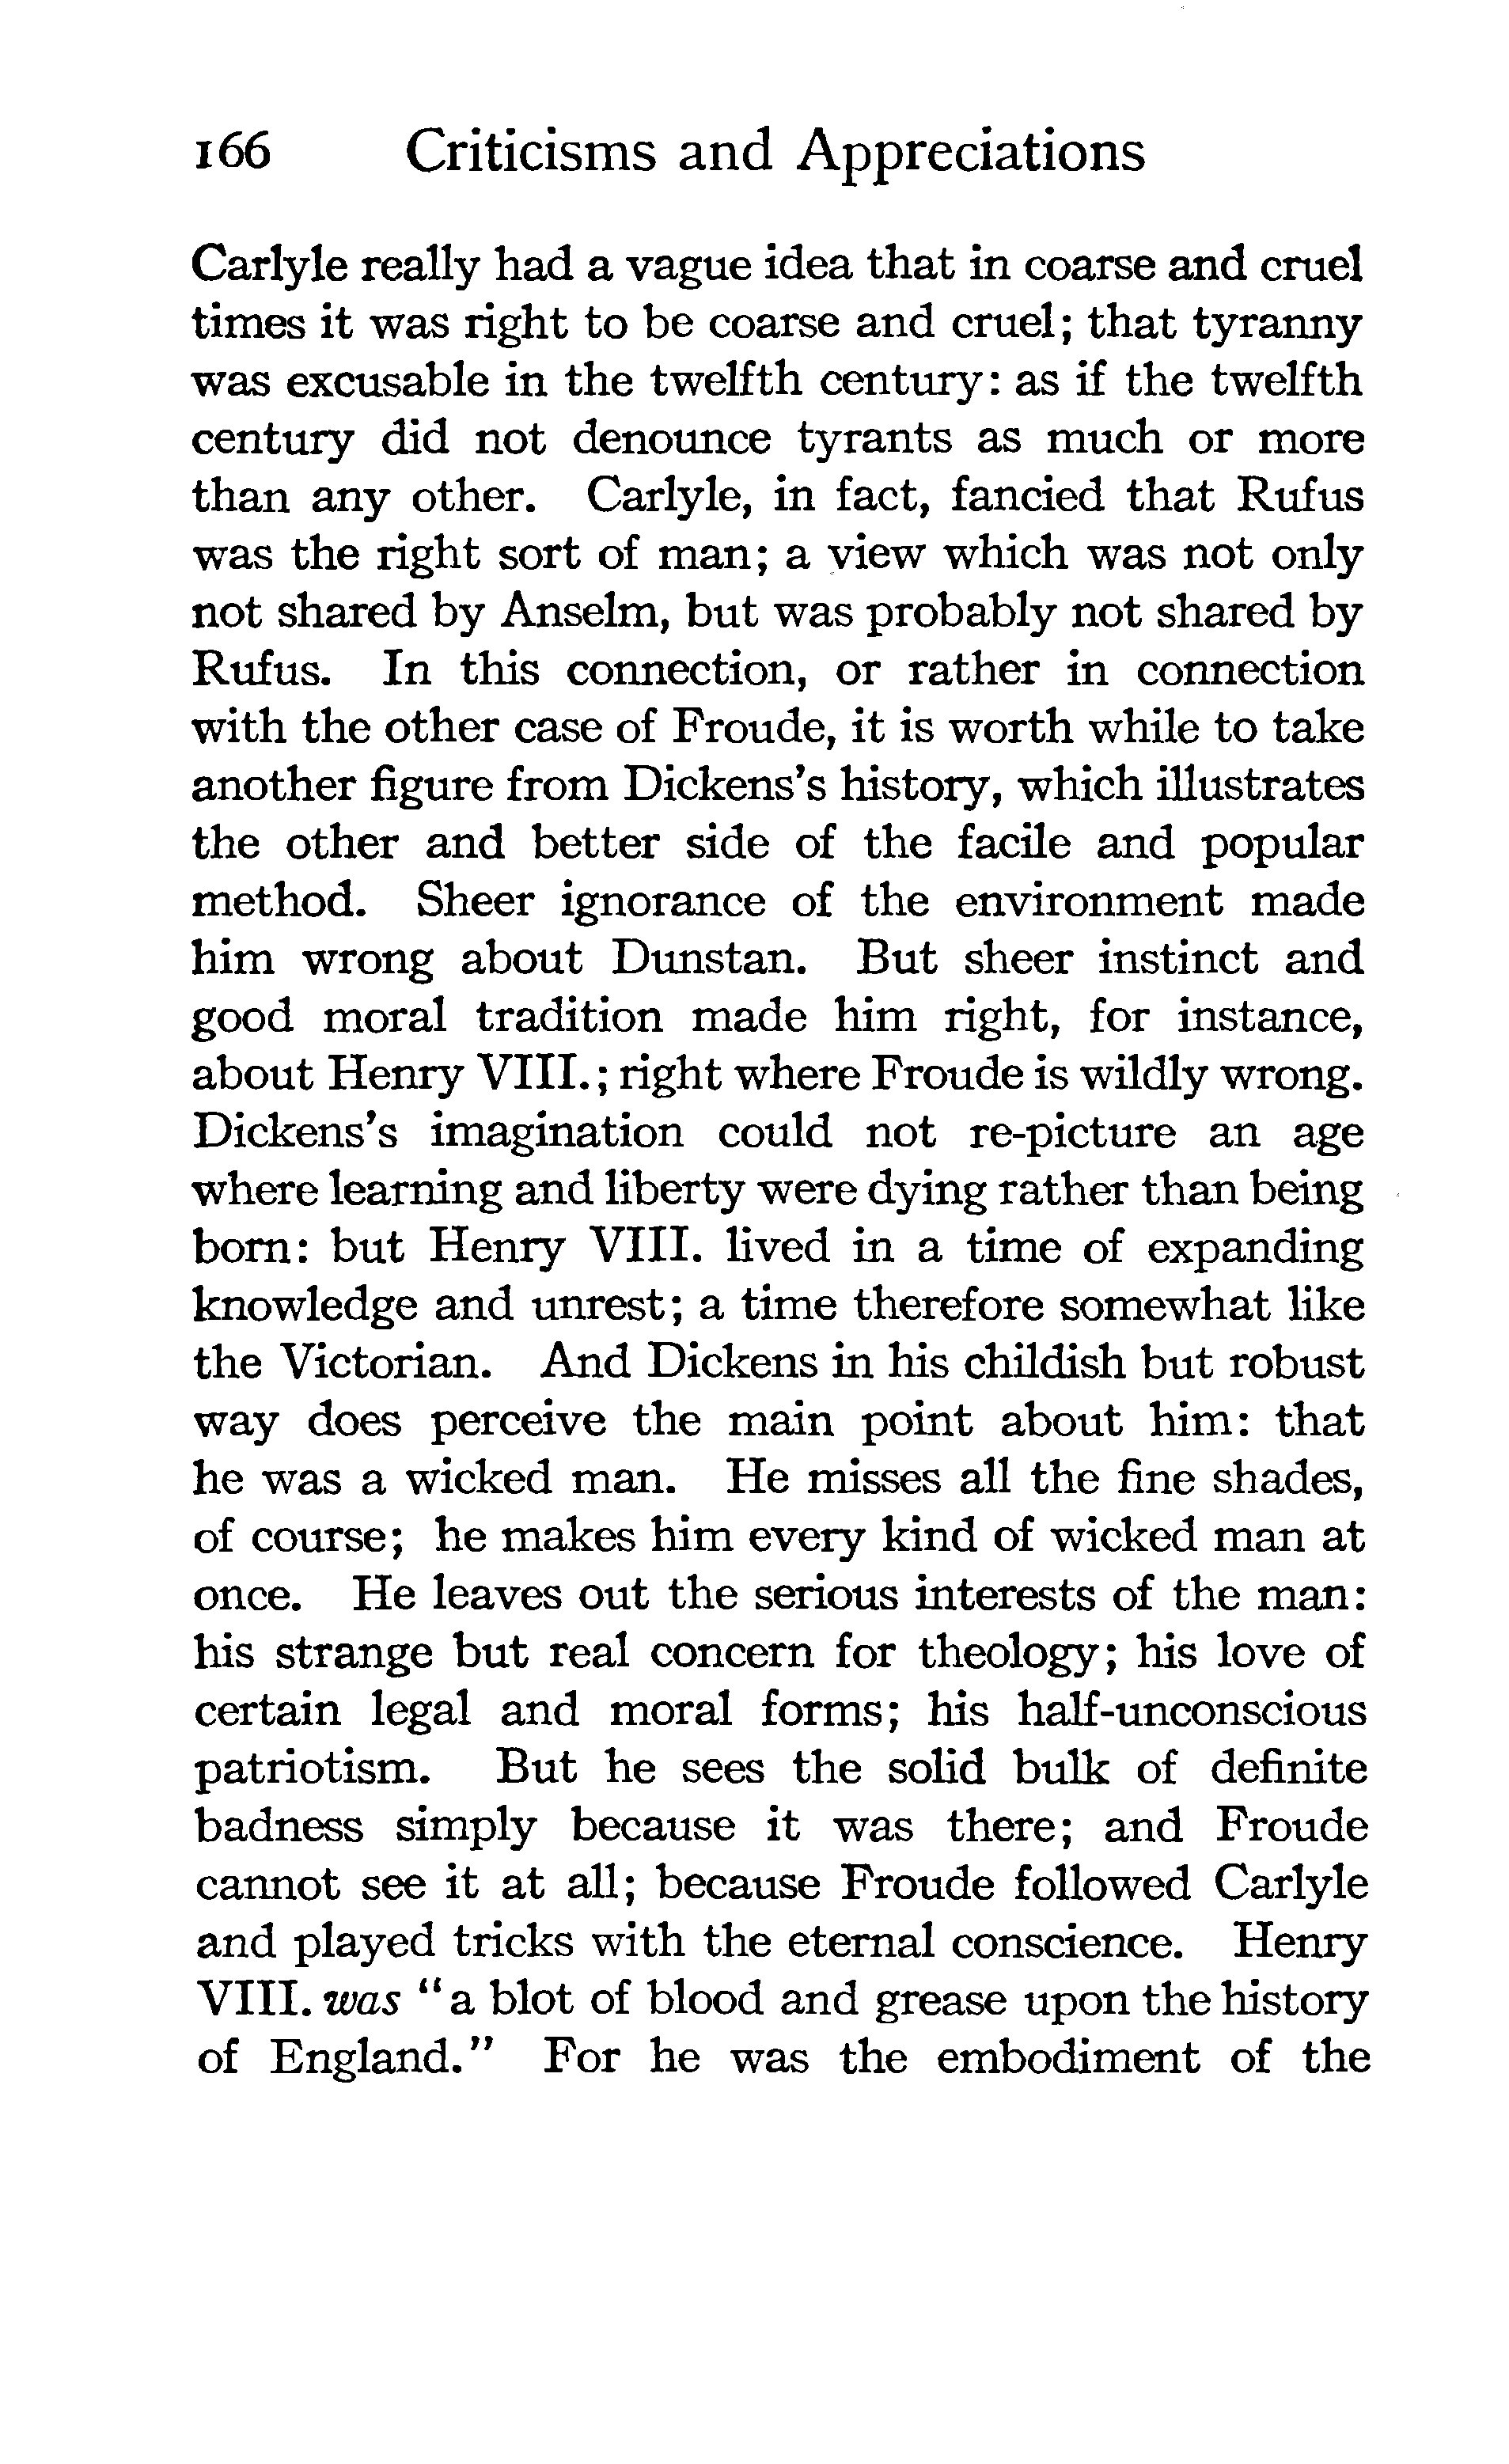 166 Criticisms and Appreciations
Carlyle really had a vague idea that in coarse and cruel
times it was right to be coarse and cruel; that tyranny
was excusable in the twelfth century: as if the twelfth
century did not denounce tyrants as much or more
than any other. Carlyle, in fact, fancied that Rufus
was the right sort of man; a view which was not only
not shared by Anselm, but was probably not shared by
Rufus. In this connection, or rather in connection
with the other case of Froude, it is worth while to take
another figure from Dickens's history, which illustrates
the other and better side of the facile and popular
method. Sheer ignorance of the environment made
him wrong about Dunstan. But sheer instinct and
good moral tradition made him right, for instance,
about Henry VIII.; right where Froude is wildly wrong.
Dickens's imagination could not re-picture an age
where learning and liberty were dying rather than being
born: but Henry VIII. lived in a time of expanding
knowledge and unrest; a time therefore somewhat like
the Victorian. And Dickens in his childish but robust
way does perceive the main point about him: that
he was a wicked man. He misses all the fine shades,
of course; he makes him every kind of wicked man at
once. He leaves out the serious interests of the man:
his strange but real concern for theology; his love of
certain legal and moral forms; his half-unconscious
patriotism. But he sees the solid bulk of definite
badness simply because it was there; and Froude
cannot see it at all; because Froude followed Carlyle
and played tricks with the eternal conscience. Henry
VIII. was "a blot of blood and grease upon the history
of England." For he was the embodiment of the